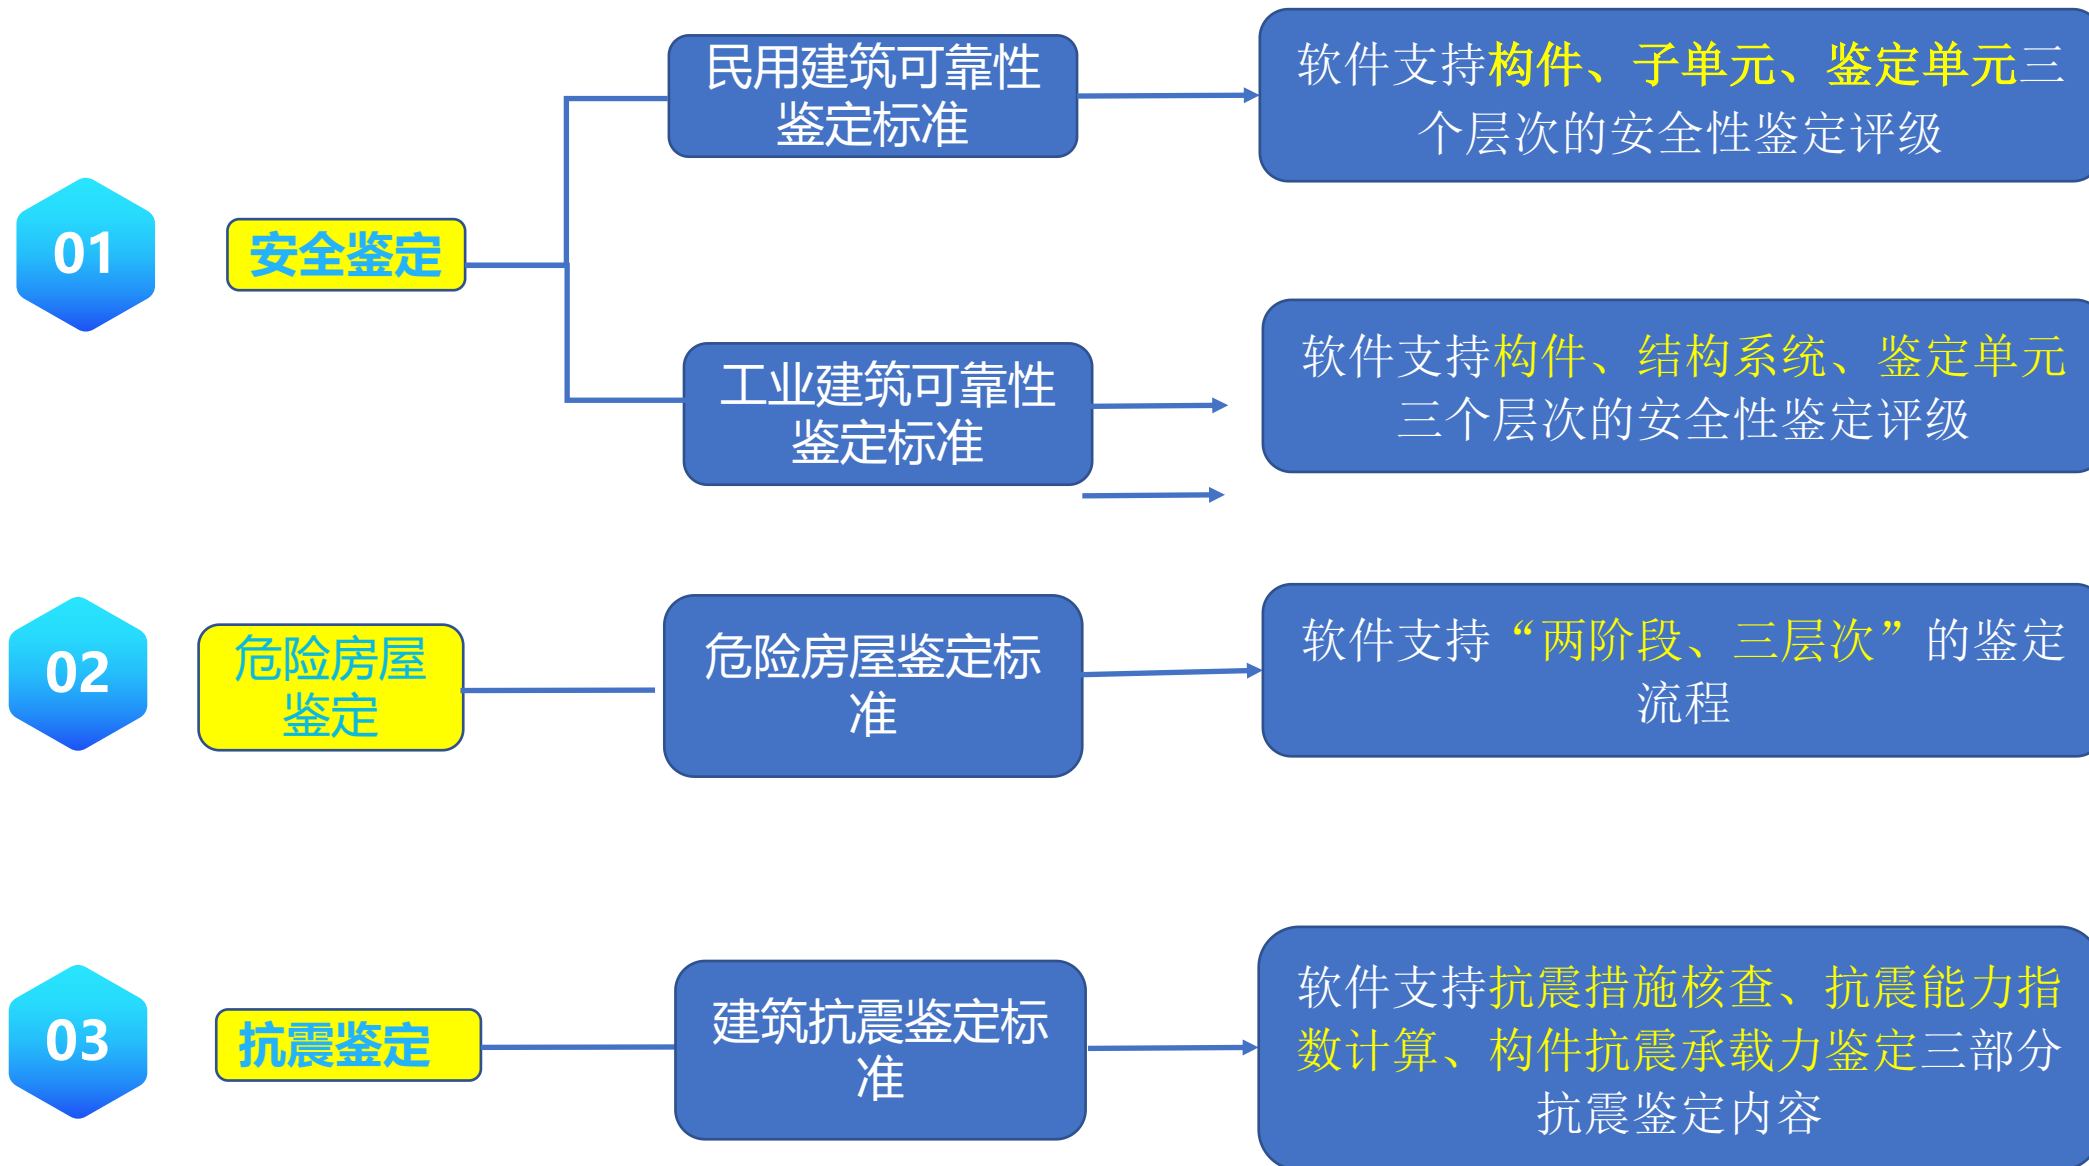 民用建筑可靠性
鉴定标准
软件支持构件、子单元、鉴定单元三
个层次的安全性鉴定评级
01
安全鉴定
工业建筑可靠性
鉴定标准
软件支持构件、结构系统、鉴定单元
三个层次的安全性鉴定评级
02
危险房屋
鉴定
危险房屋鉴定标
准
软件支持“两阶段、三层次”的鉴定
流程
03
抗震鉴定
建筑抗震鉴定标
准
软件支持抗震措施核查、抗震能力指
数计算、构件抗震承载力鉴定三部分
抗震鉴定内容